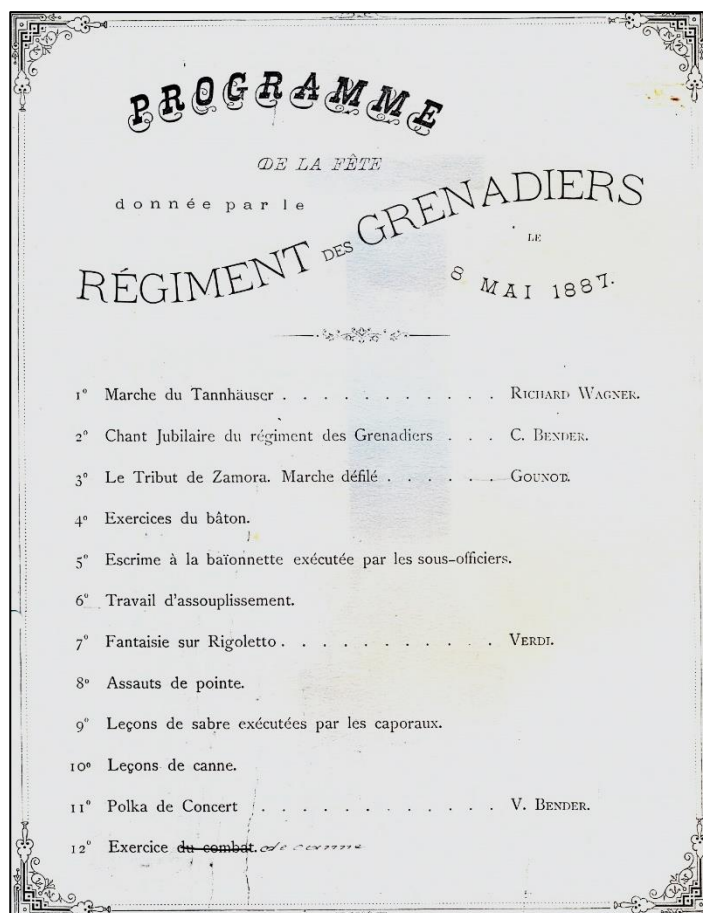 PROGRAMME
DE LA FÊTE
donnée par le
RÉGIMENT DES GRENADIERS
LE
8 MAI 1887.
1° Marche du Tannhäuser . . . . . . . . . . . RICHARD WAGNER.
2° Chant Jubilaire du régiment des Grenadiers . . . C. BENDER.
3° Le Tribut de Zamora. Marche défilé . . . . . . GOUNOD.
4° Exercices du bâton.
5° Escrime à la baïonnette exécutée par les sous-officiers.
6° Travail d'assouplissement.
7° Fantaisie sur Rigoletto . . . . . . . . . . . VERDI.
8° Assauts de pointe.
9° Leçons de sabre exécutées par les caporaux.
10° Leçons de canne.
11° Polka de Concert . . . . . . . . . . . . V. BENDER.
12° Exercice du combat. de canne